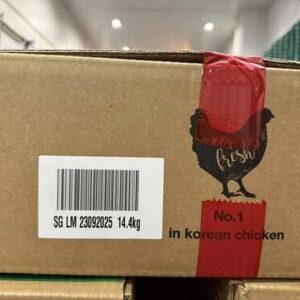 SG LM 23092025 14.4kg
fresh
No.1
in korean chicken